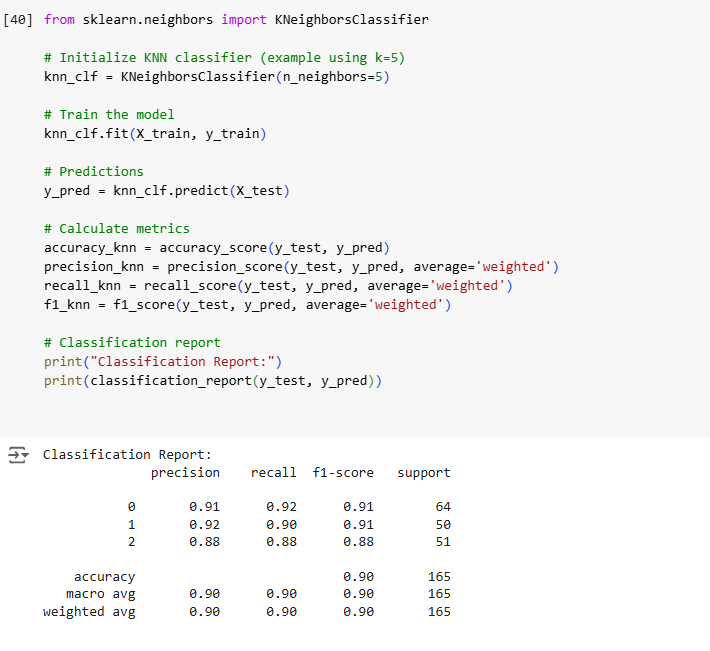 [40] from sklearn.neighbors import KNeighborsClassifier
# Initialize KNN classifier (example using k=5)
knn_clf = KNeighborsClassifier(n_neighbors=5)
# Train the model
knn_clf.fit(X_train, y_train)
# Predictions
y_pred = knn_clf.predict(X_test)
# Calculate metrics
accuracy_knn = accuracy_score(y_test, y_pred)
precision_knn = precision_score(y_test, y_pred, average='weighted')
recall_knn = recall_score(y_test, y_pred, average='weighted')
f1_knn = f1_score(y_test, y_pred, average='weighted')
# Classification report
print("Classification Report:")
print(classification_report(y_test, y_pred))
Classification Report:
precision recall f1-score support
0 0.91 0.92 0.91 64
1 0.92 0.90 0.91 50
2 0.88 0.88 0.88 51
accuracy 0.90 165
macro avg 0.90 0.90 0.90 165
weighted avg 0.90 0.90 0.90 165